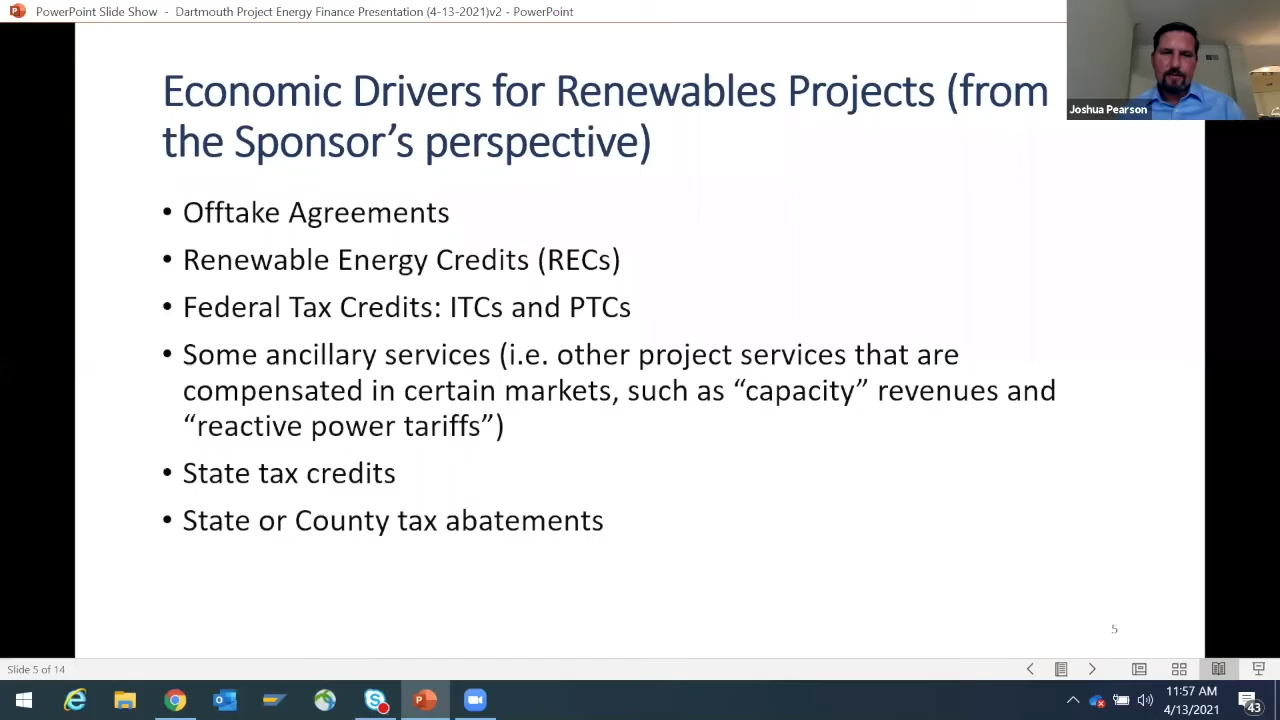 PowerPoint Slide Show - Dartmouth Project Energy Finance Presentation (4-13-2021)v2 - PowerPoint
Joshua Pearson
Economic Drivers for Renewables Projects (from
the Sponsor’s perspective)
• Offtake Agreements
• Renewable Energy Credits (RECs)
• Federal Tax Credits: ITCs and PTCs
• Some ancillary services (i.e. other project services that are
compensated in certain markets, such as “capacity” revenues and
“reactive power tariffs”)
• State tax credits
• State or County tax abatements
5
Slide 5 of 14
11:57 AM
4/13/2021
43